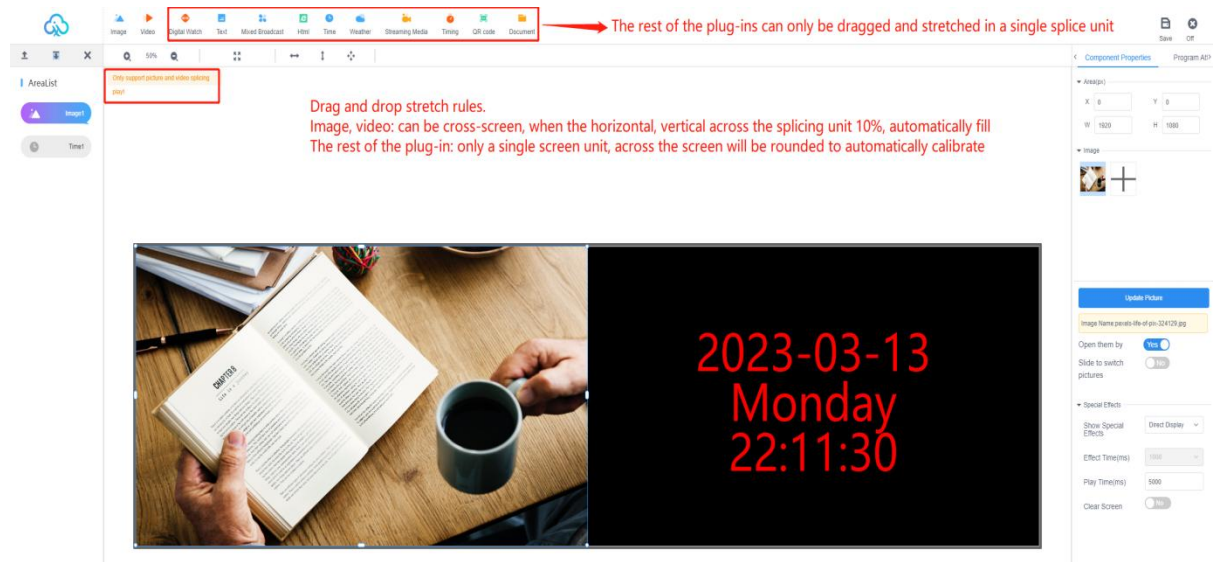 Image Video Digital Watch Text Mixed Broadcast Html Time Weather Streaming Media Timing QR code Document
The rest of the plug-ins can only be dragged and stretched in a single splice unit
Save Off
50%
Component Properties
AreaList
Image1
Time1
Only support picture and video splicing
play!
Drag and drop stretch rules.
Image, video: can be cross-screen, when the horizontal, vertical across the splicing unit 10%, automatically fill
The rest of the plug-in: only a single screen unit, across the screen will be rounded to automatically calibrate
Area(px)
X 0 Y 0
W 1920 H 1080
Image
CHAPTER 6
2023-03-13
Monday
22:11:30
Update Picture
Image Name:pexels-life-of-pix-324129.jpg
Open them by Yes
Slide to switch No
pictures
Special Effects
Show Special Direct Display
Effects
Effect Time(ms) 1000
Play Time(ms) 5000
Clear Screen No